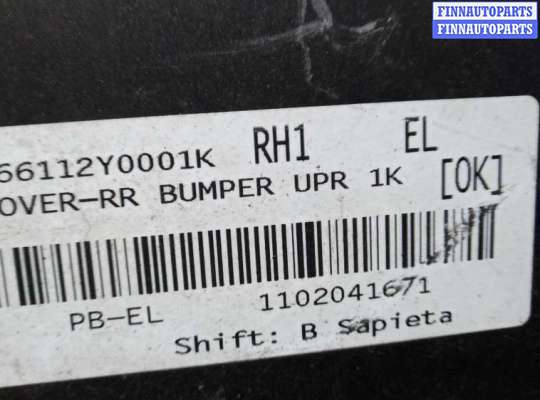 FINNAUTOPARTS
FINNAUTOPARTS
66112Y0001K RH1 EL
OVER-RR BUMPER UPR 1K [OK]
PB-EL 1102041671
Shift: B Sapieta